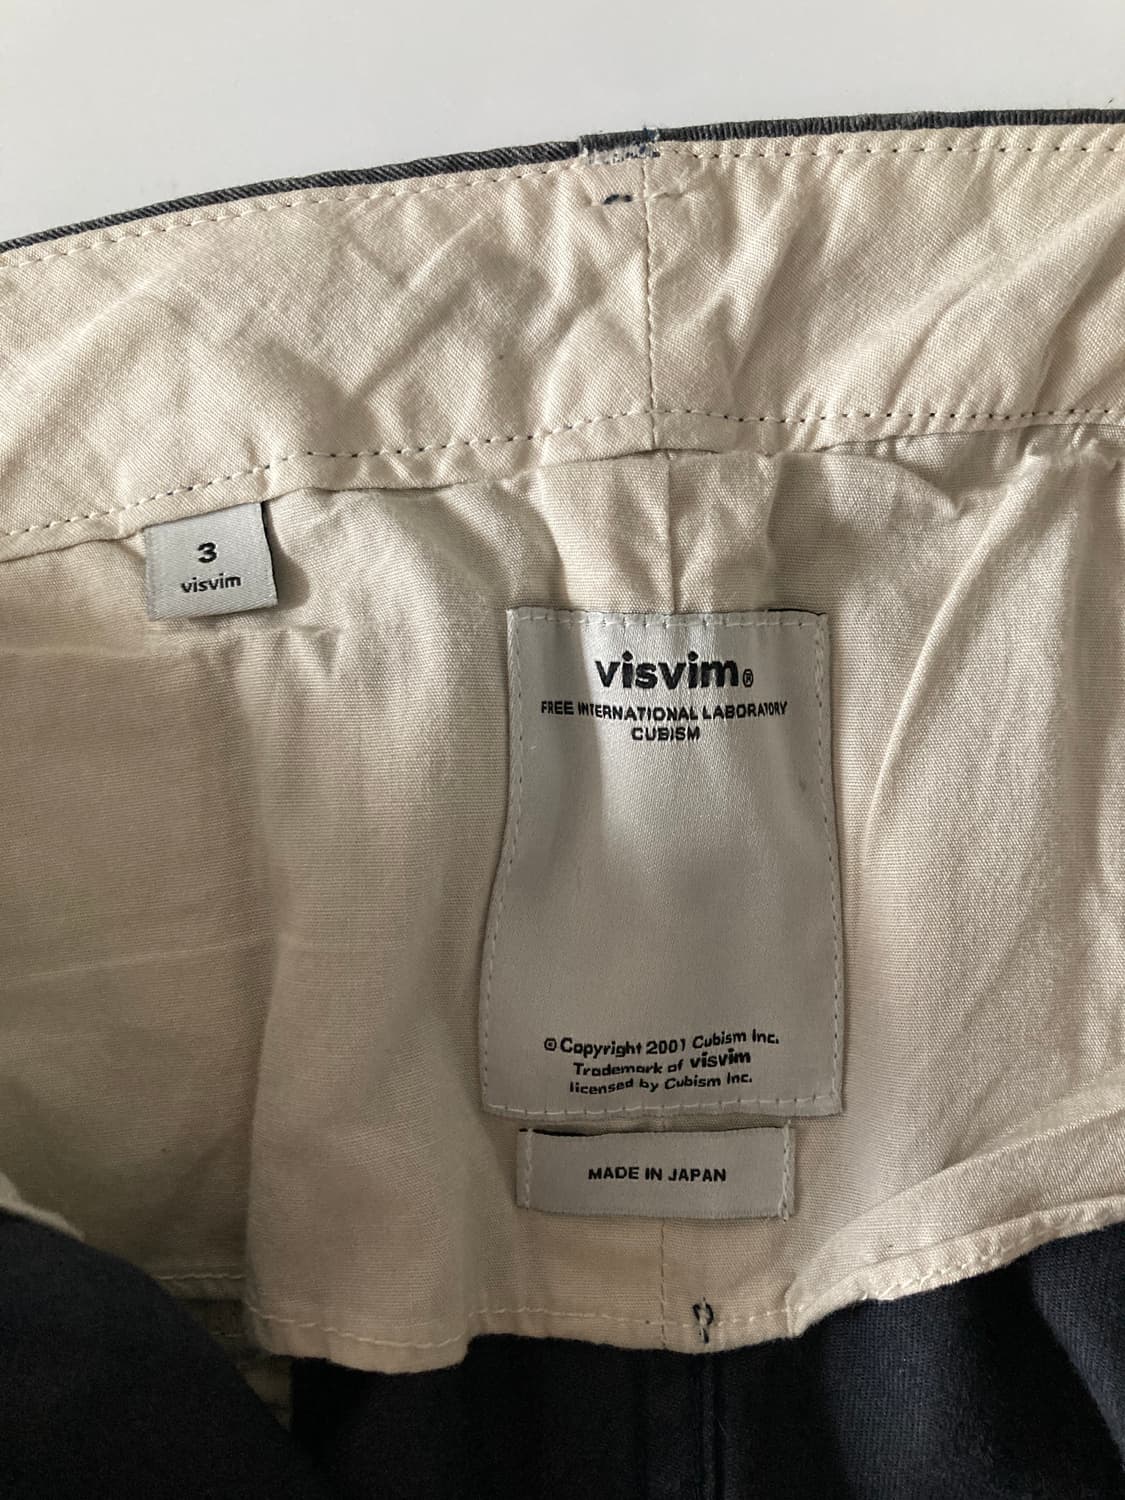 3
visvim
visvim®
FREE INTERNATIONAL LABORATORY
CUBISM
© Copyright 2001 Cubism Inc.
Trademark of visvim
licensed by Cubism Inc.
MADE IN JAPAN